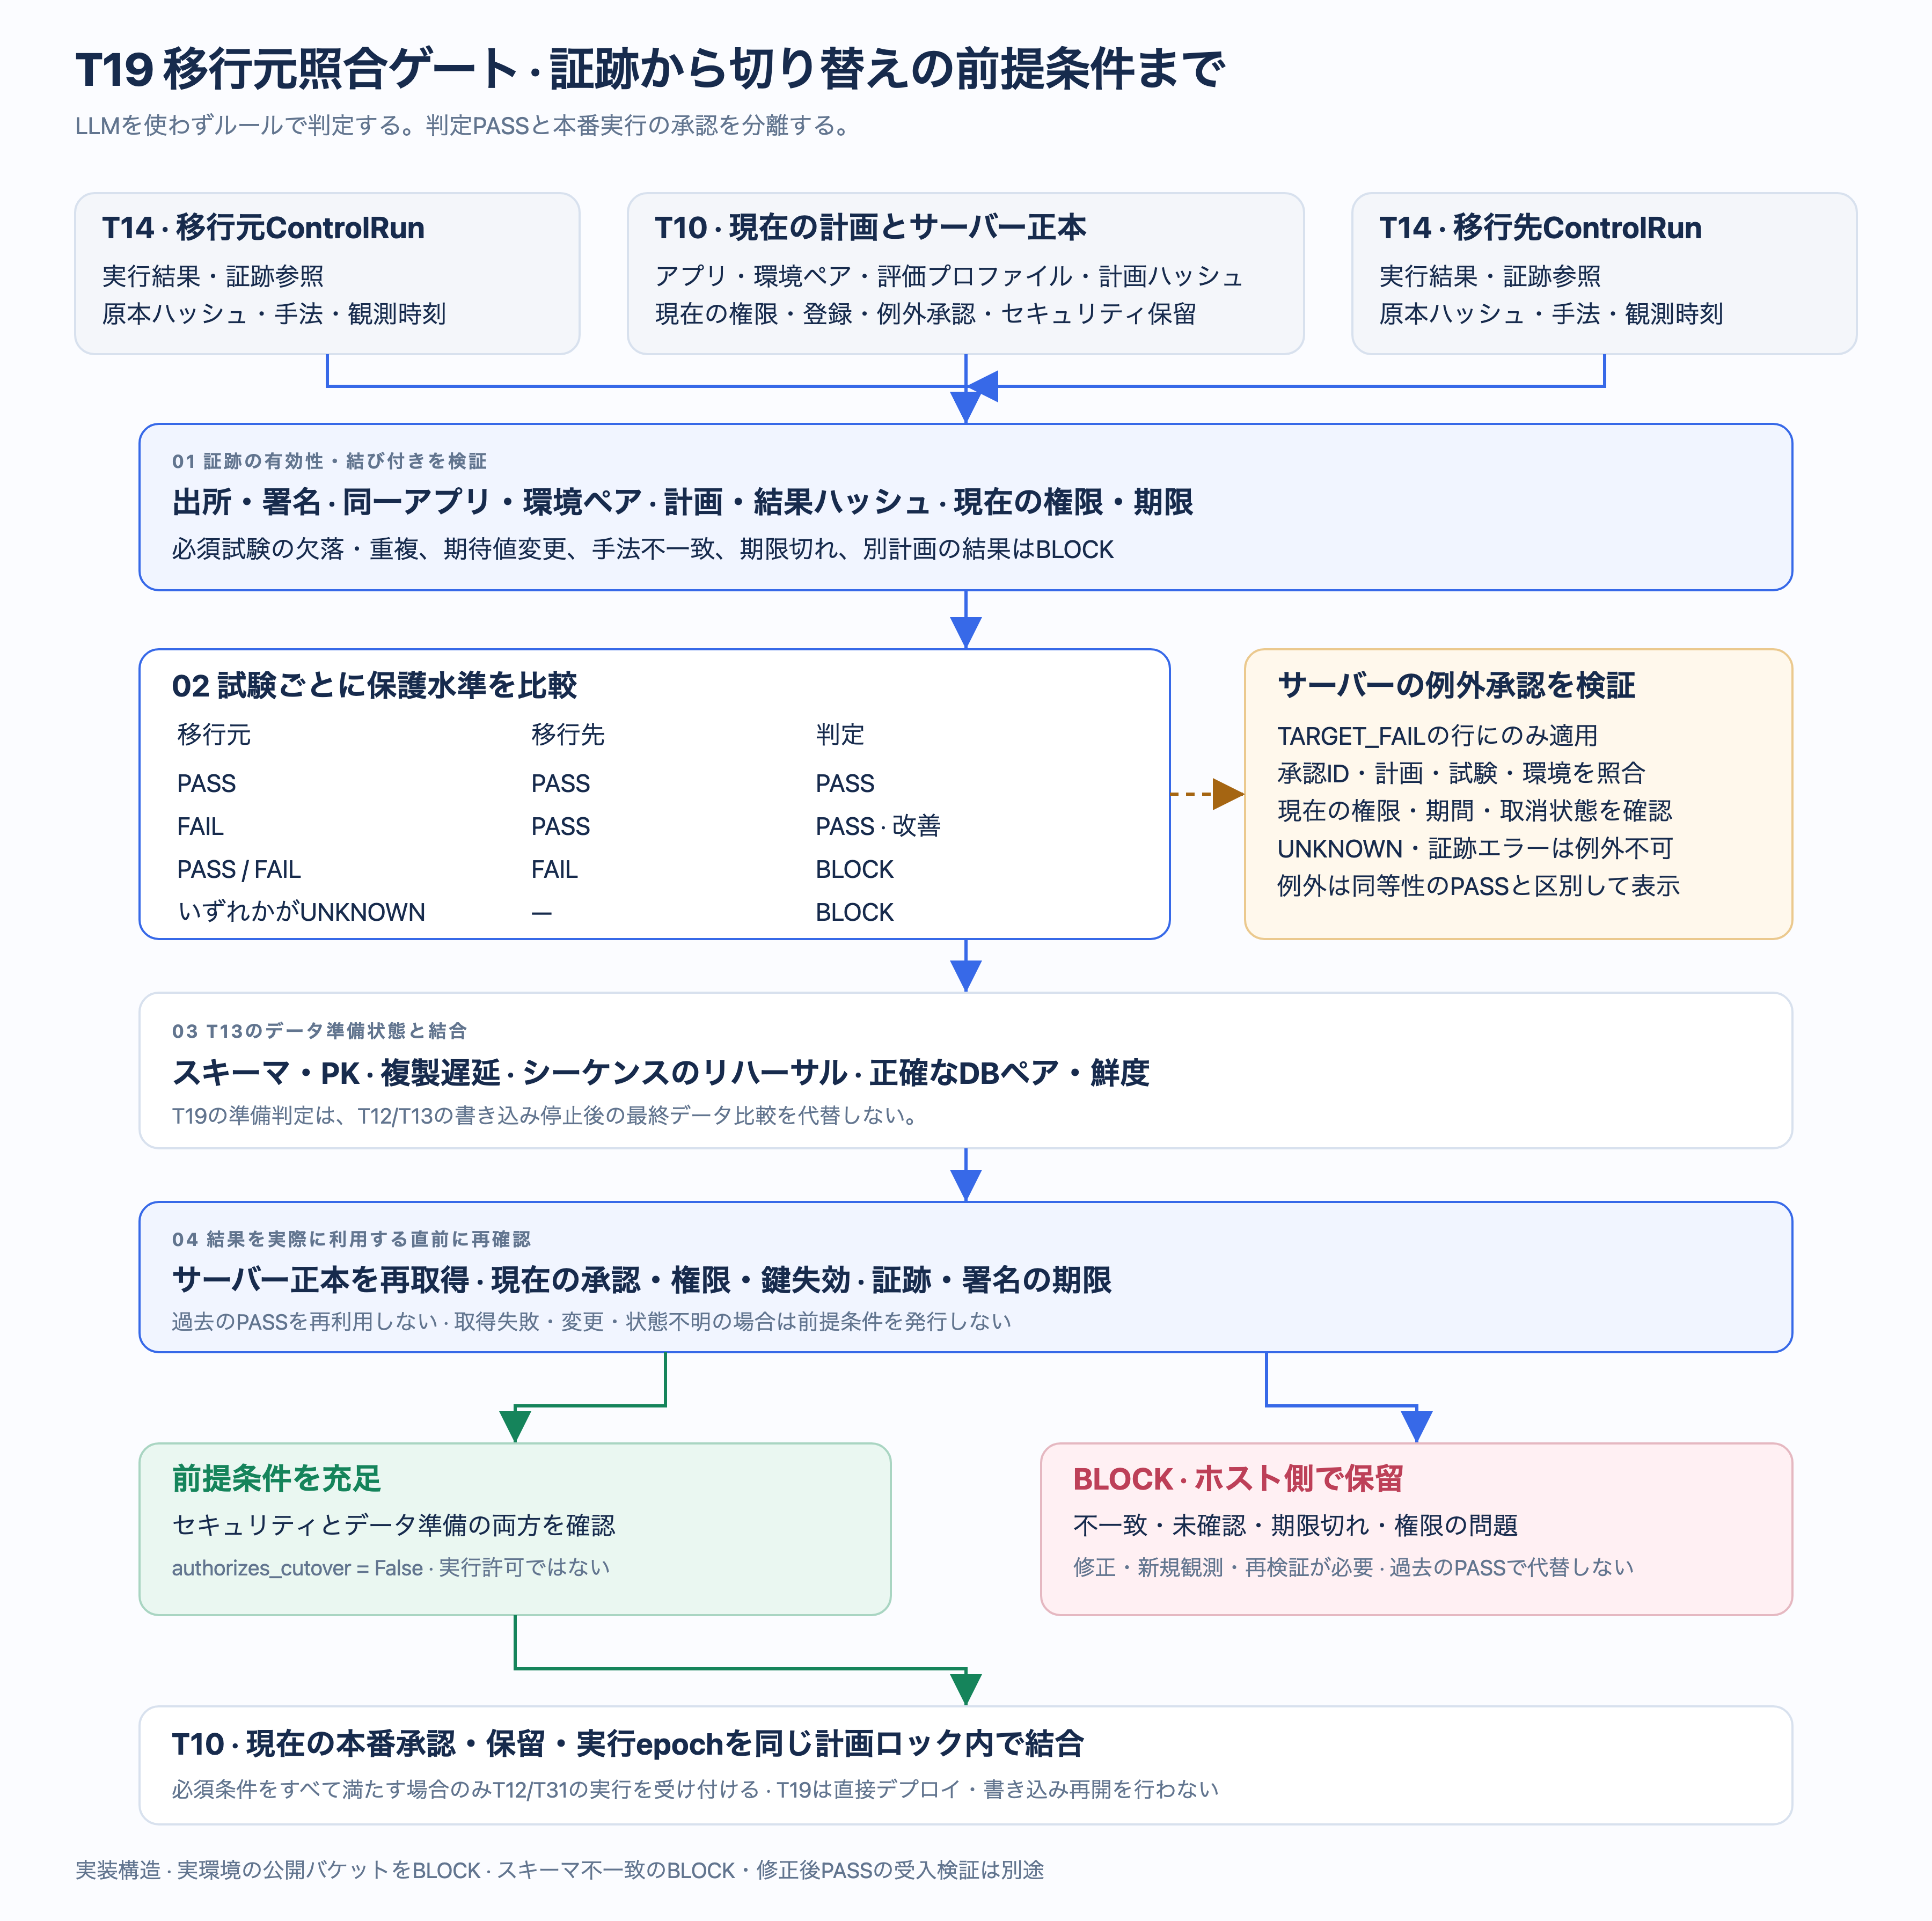 T19 移行元照合ゲート · 証跡から切り替えの前提条件まで
LLMを使わずルールで判定する。判定PASSと本番実行の承認を分離する。
T14 · 移行元ControlRun
実行結果・証跡参照
原本ハッシュ・手法・観測時刻
T10 · 現在の計画とサーバー正本
アプリ・環境ペア・評価プロファイル・計画ハッシュ
現在の権限・登録・例外承認・セキュリティ保留
T14 · 移行先ControlRun
実行結果・証跡参照
原本ハッシュ・手法・観測時刻
01 証跡の有効性・結び付きを検証
出所・署名 · 同一アプリ・環境ペア · 計画・結果ハッシュ · 現在の権限・期限
必須試験の欠落・重複、期待値変更、手法不一致、期限切れ、別計画の結果はBLOCK
02 試験ごとに保護水準を比較
移行元 移行先 判定
PASS PASS PASS
FAIL PASS PASS · 改善
PASS / FAIL FAIL BLOCK
いずれかがUNKNOWN — BLOCK
サーバーの例外承認を検証
TARGET_FAILの行にのみ適用
承認ID・計画・試験・環境を照合
現在の権限・期間・取消状態を確認
UNKNOWN・証跡エラーは例外不可
例外は同等性のPASSと区別して表示
03 T13のデータ準備状態と結合
スキーマ・PK · 複製遅延 · シーケンスのリハーサル · 正確なDBペア・鮮度
T19の準備判定は、T12/T13の書き込み停止後の最終データ比較を代替しない。
04 結果を実際に利用する直前に再確認
サーバー正本を再取得 · 現在の承認・権限・鍵失効 · 証跡・署名の期限
過去のPASSを再利用しない · 取得失敗・変更・状態不明の場合は前提条件を発行しない
前提条件を充足
セキュリティとデータ準備の両方を確認
authorizes_cutover = False · 実行許可ではない
BLOCK · ホスト側で保留
不一致・未確認・期限切れ・権限の問題
修正・新規観測・再検証が必要 · 過去のPASSで代替しない
T10 · 現在の本番承認・保留・実行epochを同じ計画ロック内で結合
必須条件をすべて満たす場合のみT12/T31の実行を受け付ける · T19は直接デプロイ・書き込み再開を行わない
実装構造 · 実環境の公開バケットをBLOCK · スキーマ不一致のBLOCK・修正後PASSの受入検証は別途